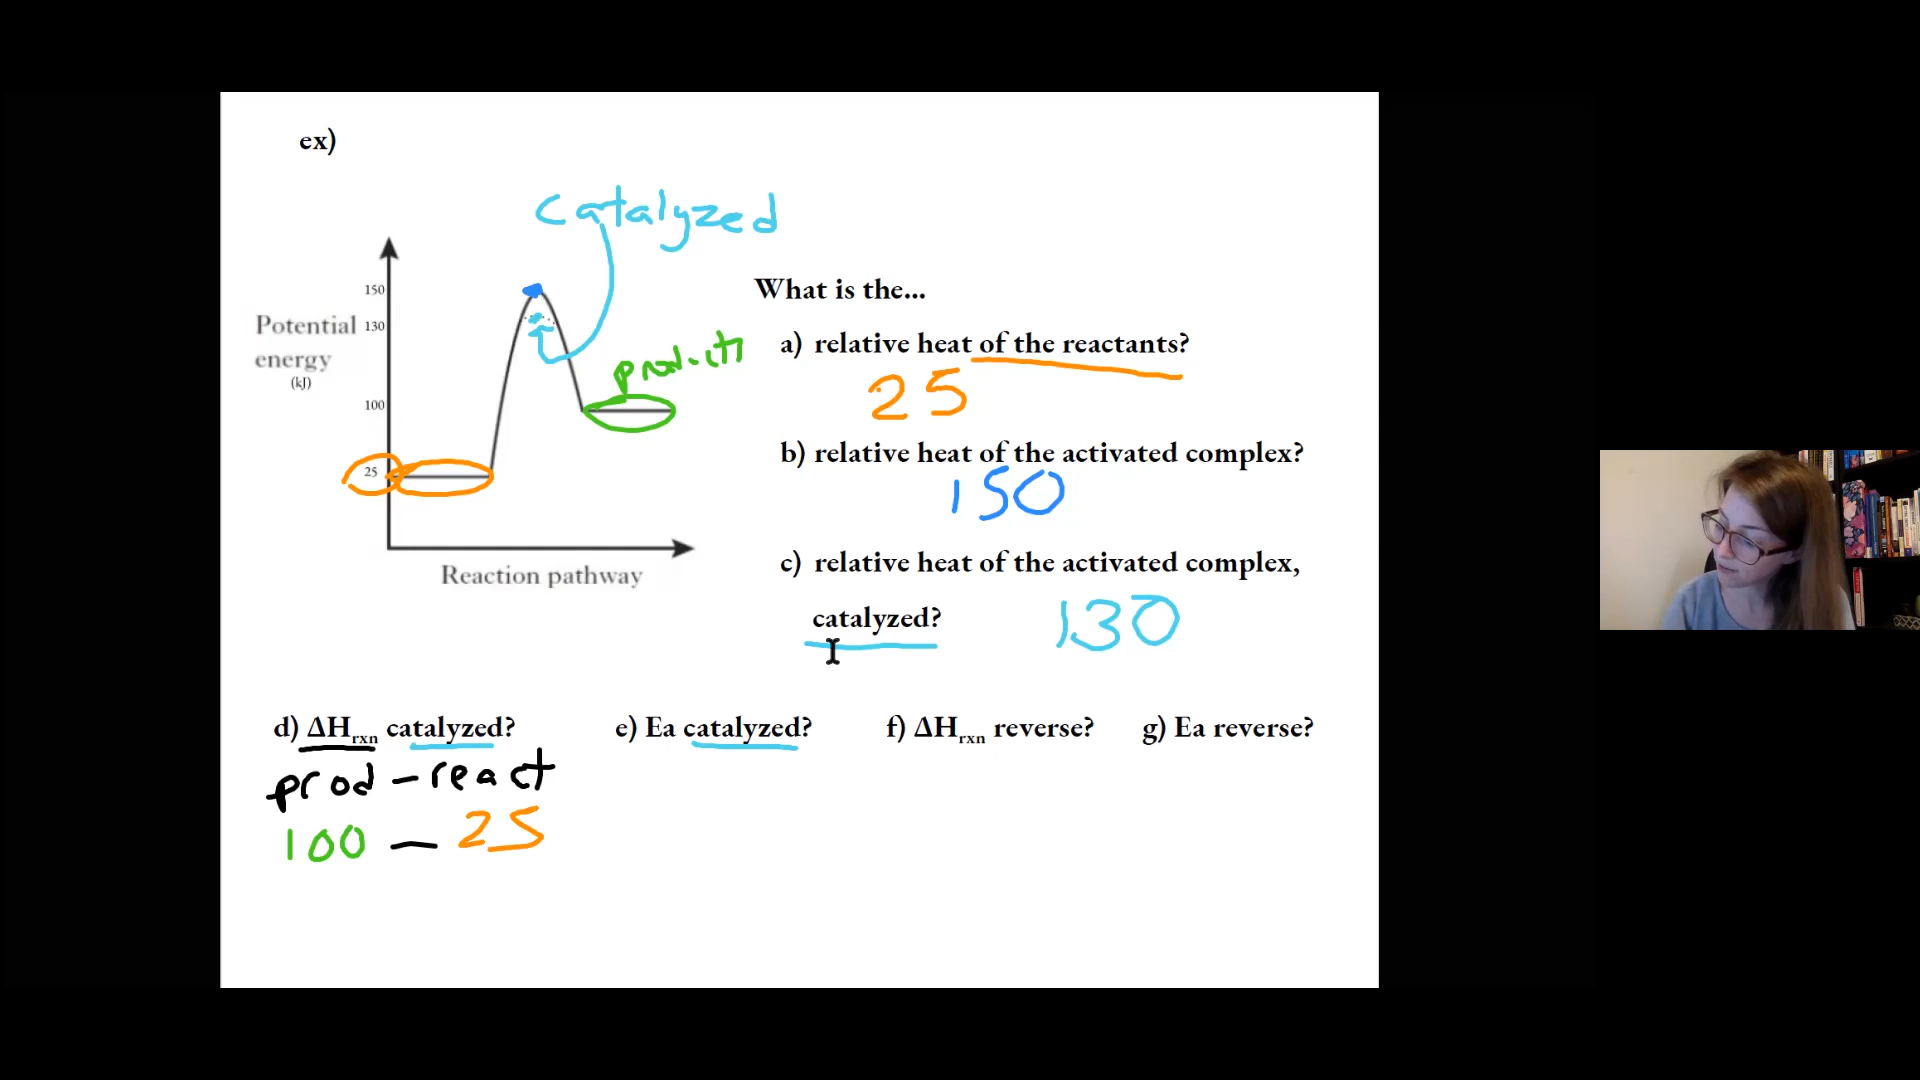 ex)
catalyzed
150
Potential 130
energy
(kJ)
100
25
Reaction pathway
products
What is the...
a) relative heat of the reactants?
25
b) relative heat of the activated complex?
150
c) relative heat of the activated complex,
catalyzed?
130
d) ΔHrxn catalyzed?
prod - react
100 - 25
e) Ea catalyzed?
f) ΔHrxn reverse?
g) Ea reverse?